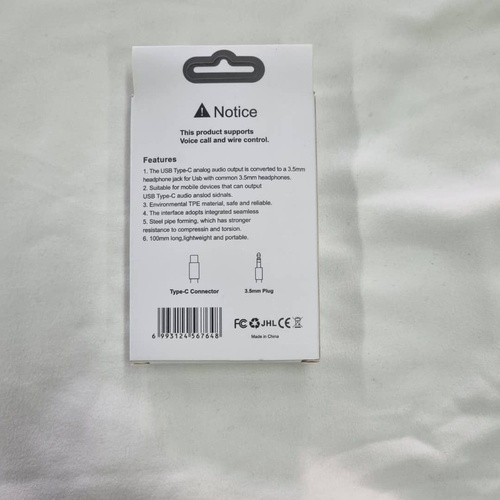 Notice
This product supports
Voice call and wire control.
Features
1. The USB Type-C analog audio output is converted to a 3.5mm
headphone jack for Usb with common 3.5mm headphones.
2. Suitable for mobile devices that can output
USB Type-C audio analod sidnals.
3. Environmental TPE material, safe and reliable.
4. The interface adopts integrated seamless
5. Steel pipe forming, which has stronger
resistance to compressin and torsion.
6. 100mm long,lightweight and portable.
Type-C Connector
3.5mm Plug
6 993124 567648
FC JHL CE
Made in China